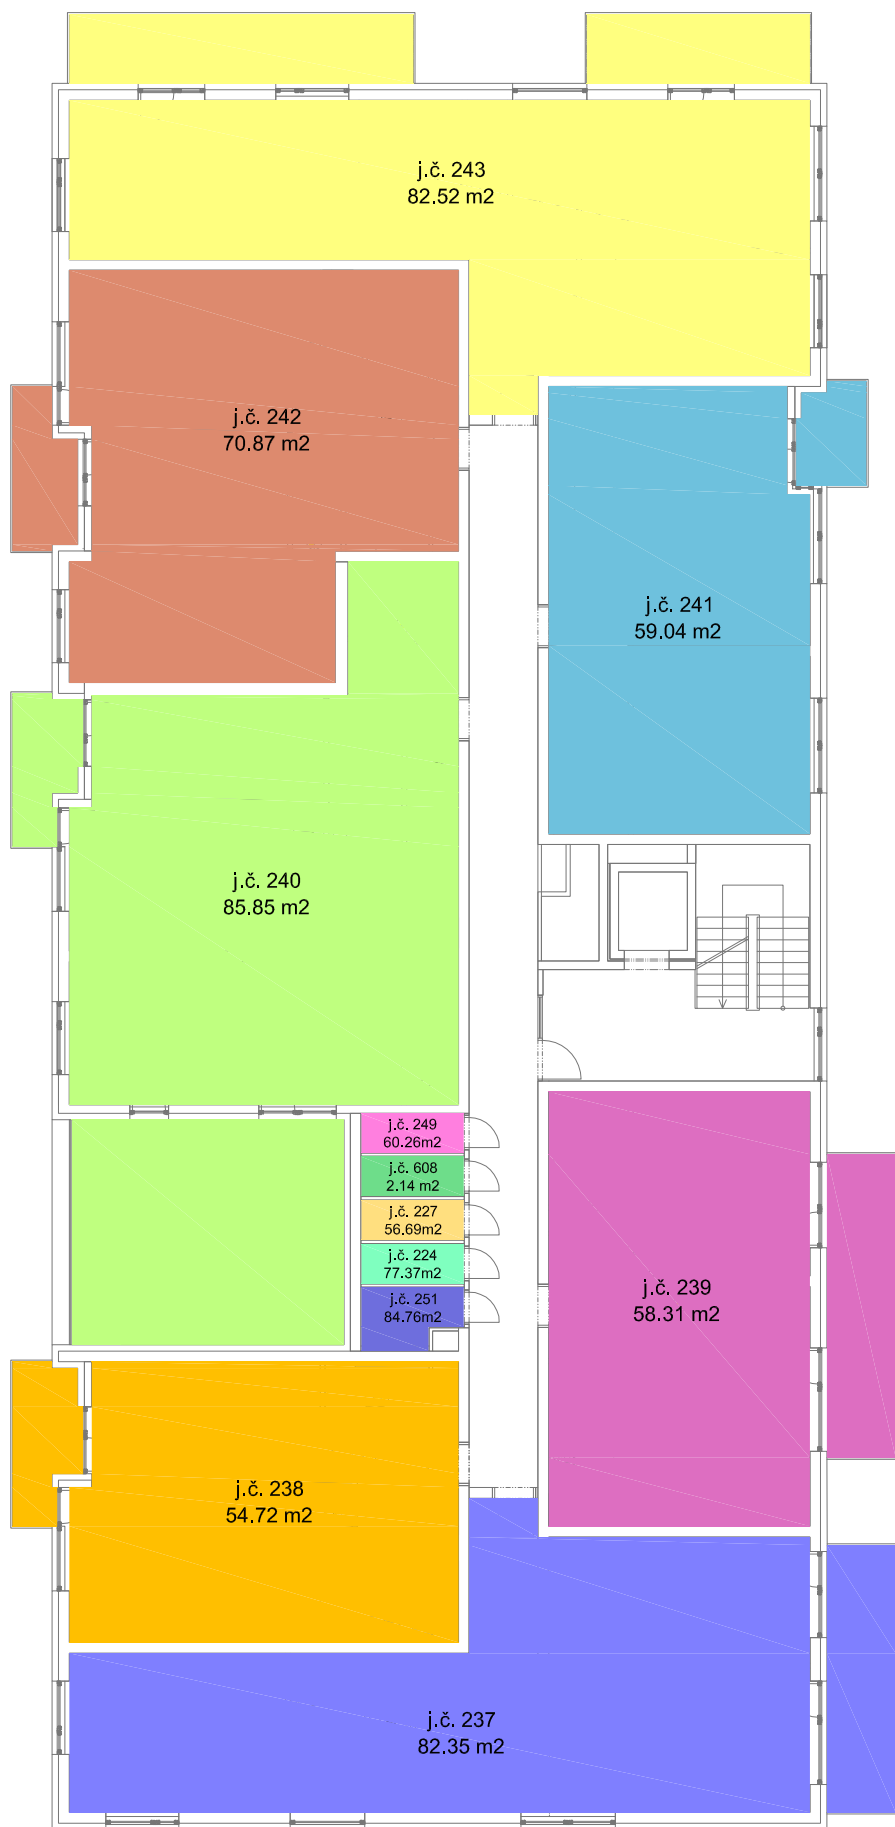 j.č. 243
82.52 m2
j.č. 242
70.87 m2
j.č. 241
59.04 m2
j.č. 240
85.85 m2
j.č. 249
60.26m2
j.č. 608
2.14 m2
j.č. 227
56.69m2
j.č. 224
77.37m2
j.č. 251
84.76m2
j.č. 239
58.31 m2
j.č. 238
54.72 m2
j.č. 237
82.35 m2